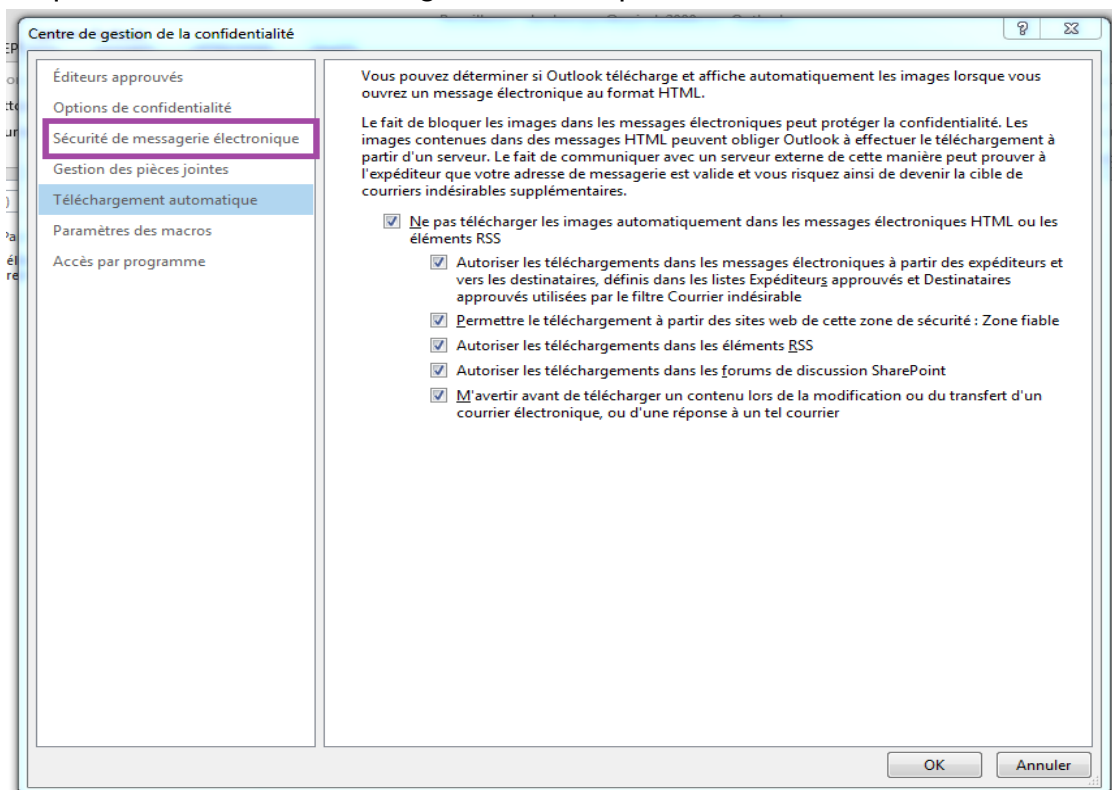 Centre de gestion de la confidentialité
Éditeurs approuvés
Options de confidentialité
Sécurité de messagerie électronique
Gestion des pièces jointes
Téléchargement automatique
Paramètres des macros
Accès par programme
Vous pouvez déterminer si Outlook télécharge et affiche automatiquement les images lorsque vous
ouvrez un message électronique au format HTML.
Le fait de bloquer les images dans les messages électroniques peut protéger la confidentialité. Les
images contenues dans des messages HTML peuvent obliger Outlook à effectuer le téléchargement à
partir d'un serveur. Le fait de communiquer avec un serveur externe de cette manière peut prouver à
l'expéditeur que votre adresse de messagerie est valide et vous risquez ainsi de devenir la cible de
courriers indésirables supplémentaires.
Ne pas télécharger les images automatiquement dans les messages électroniques HTML ou les
éléments RSS
Autoriser les téléchargements dans les messages électroniques à partir des expéditeurs et
vers les destinataires, définis dans les listes Expéditeurs approuvés et Destinataires
approuvés utilisées par le filtre Courrier indésirable
Permettre le téléchargement à partir des sites web de cette zone de sécurité : Zone fiable
Autoriser les téléchargements dans les éléments RSS
Autoriser les téléchargements dans les forums de discussion SharePoint
M'avertir avant de télécharger un contenu lors de la modification ou du transfert d'un
courrier électronique, ou d'une réponse à un tel courrier
OK
Annuler